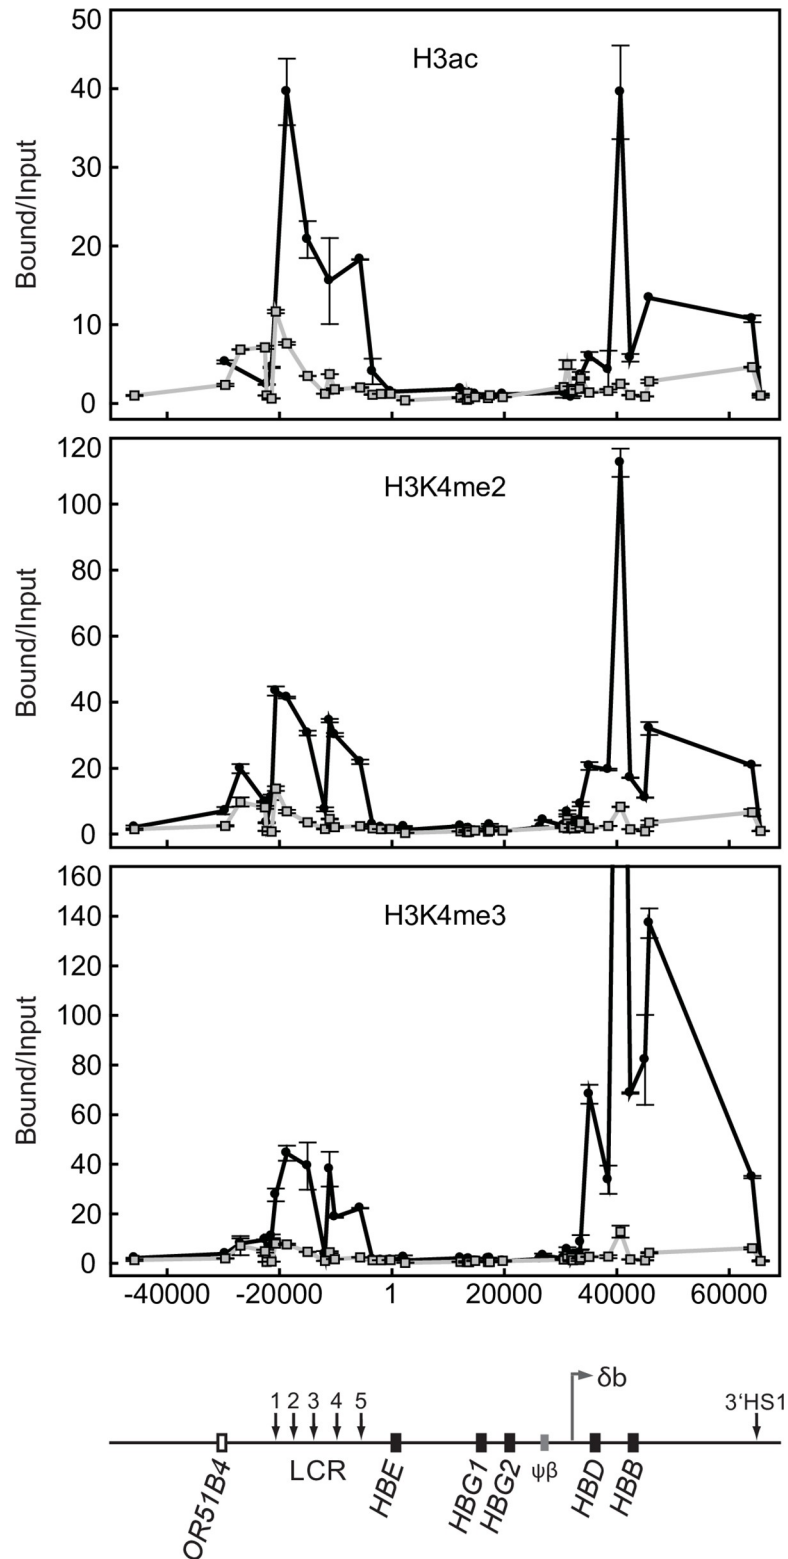 H3ac
Bound/Input
50
40
30
20
10
0
H3K4me2
Bound/Input
120
100
80
60
40
20
0
H3K4me3
Bound/Input
160
140
120
100
80
60
40
20
0
-40000 -20000 1 20000 40000 60000
δb
1 2 3 4 5 3‘HS1
OR51B4 LCR HBE HBG1 HBG2 ψβ HBD HBB